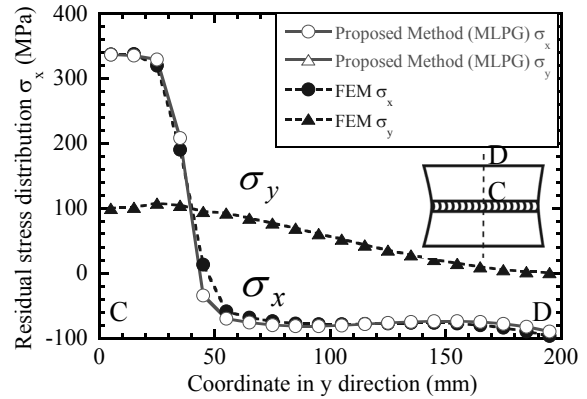 Residual stress distribution σx (MPa)
400
300
200
100
0
-100
Proposed Method (MLPG) σx
Proposed Method (MLPG) σy
FEM σx
FEM σy
D
C
σy
σx
C
D
0
50
100
150
200
Coordinate in y direction (mm)